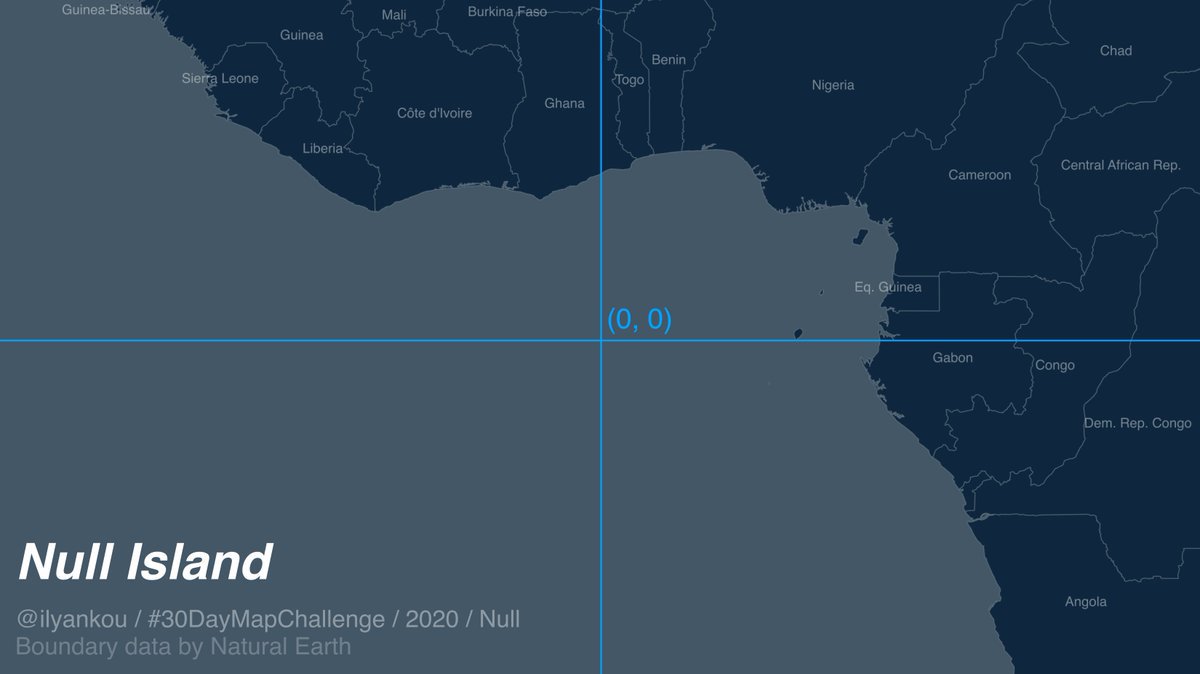 Guinea-Bissau
Mali
Burkina Faso
Guinea
Chad
Benin
Sierra Leone
Togo
Nigeria
Ghana
Côte d'Ivoire
Liberia
Central African Rep.
Cameroon
Eq. Guinea
(0, 0)
Gabon
Congo
Dem. Rep. Congo
Null Island
Angola
@ilyankou / #30DayMapChallenge / 2020 / Null
Boundary data by Natural Earth